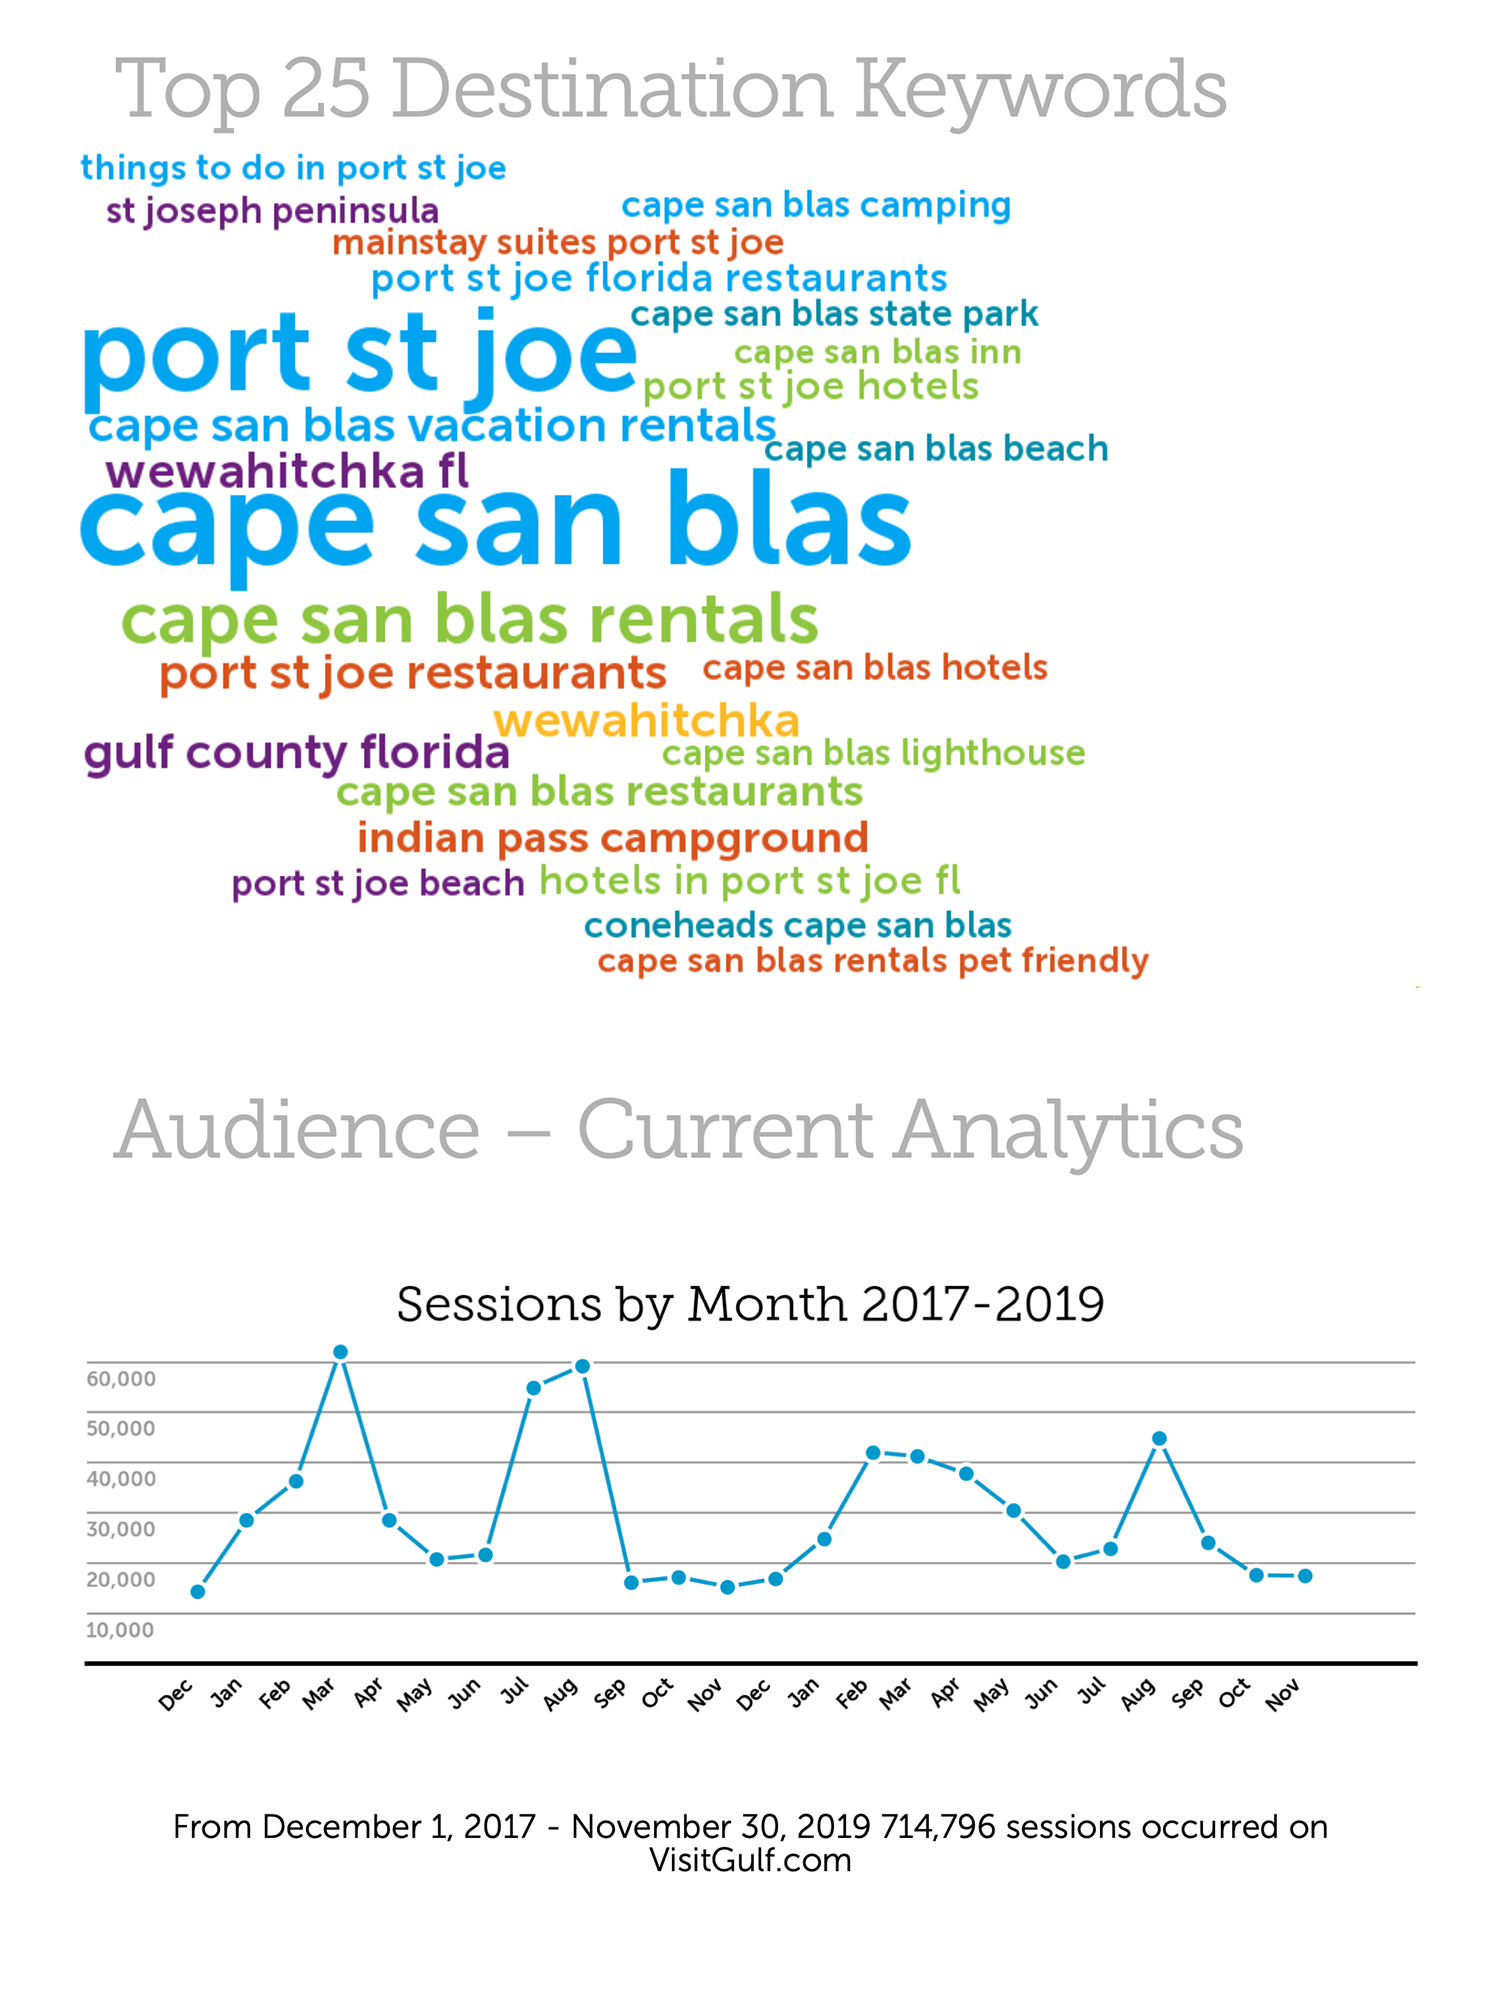 Top 25 Destination Keywords
things to do in port st joe
st joseph peninsula
cape san blas camping
mainstay suites port st joe
port st joe florida restaurants
cape san blas state park
port st joe
cape san blas inn
port st joe hotels
cape san blas vacation rentals
cape san blas beach
wewahitchka fl
cape san blas
cape san blas rentals
port st joe restaurants
cape san blas hotels
wewahitchka
gulf county florida
cape san blas lighthouse
cape san blas restaurants
indian pass campground
port st joe beach
hotels in port st joe fl
coneheads cape san blas
cape san blas rentals pet friendly
Audience – Current Analytics
Sessions by Month 2017-2019
60,000
50,000
40,000
30,000
20,000
10,000
Dec Jan Feb Mar Apr May Jun Jul Aug Sep Oct Nov Dec Jan Feb Mar Apr May Jun Jul Aug Sep Oct Nov
From December 1, 2017 - November 30, 2019 714,796 sessions occurred on
VisitGulf.com